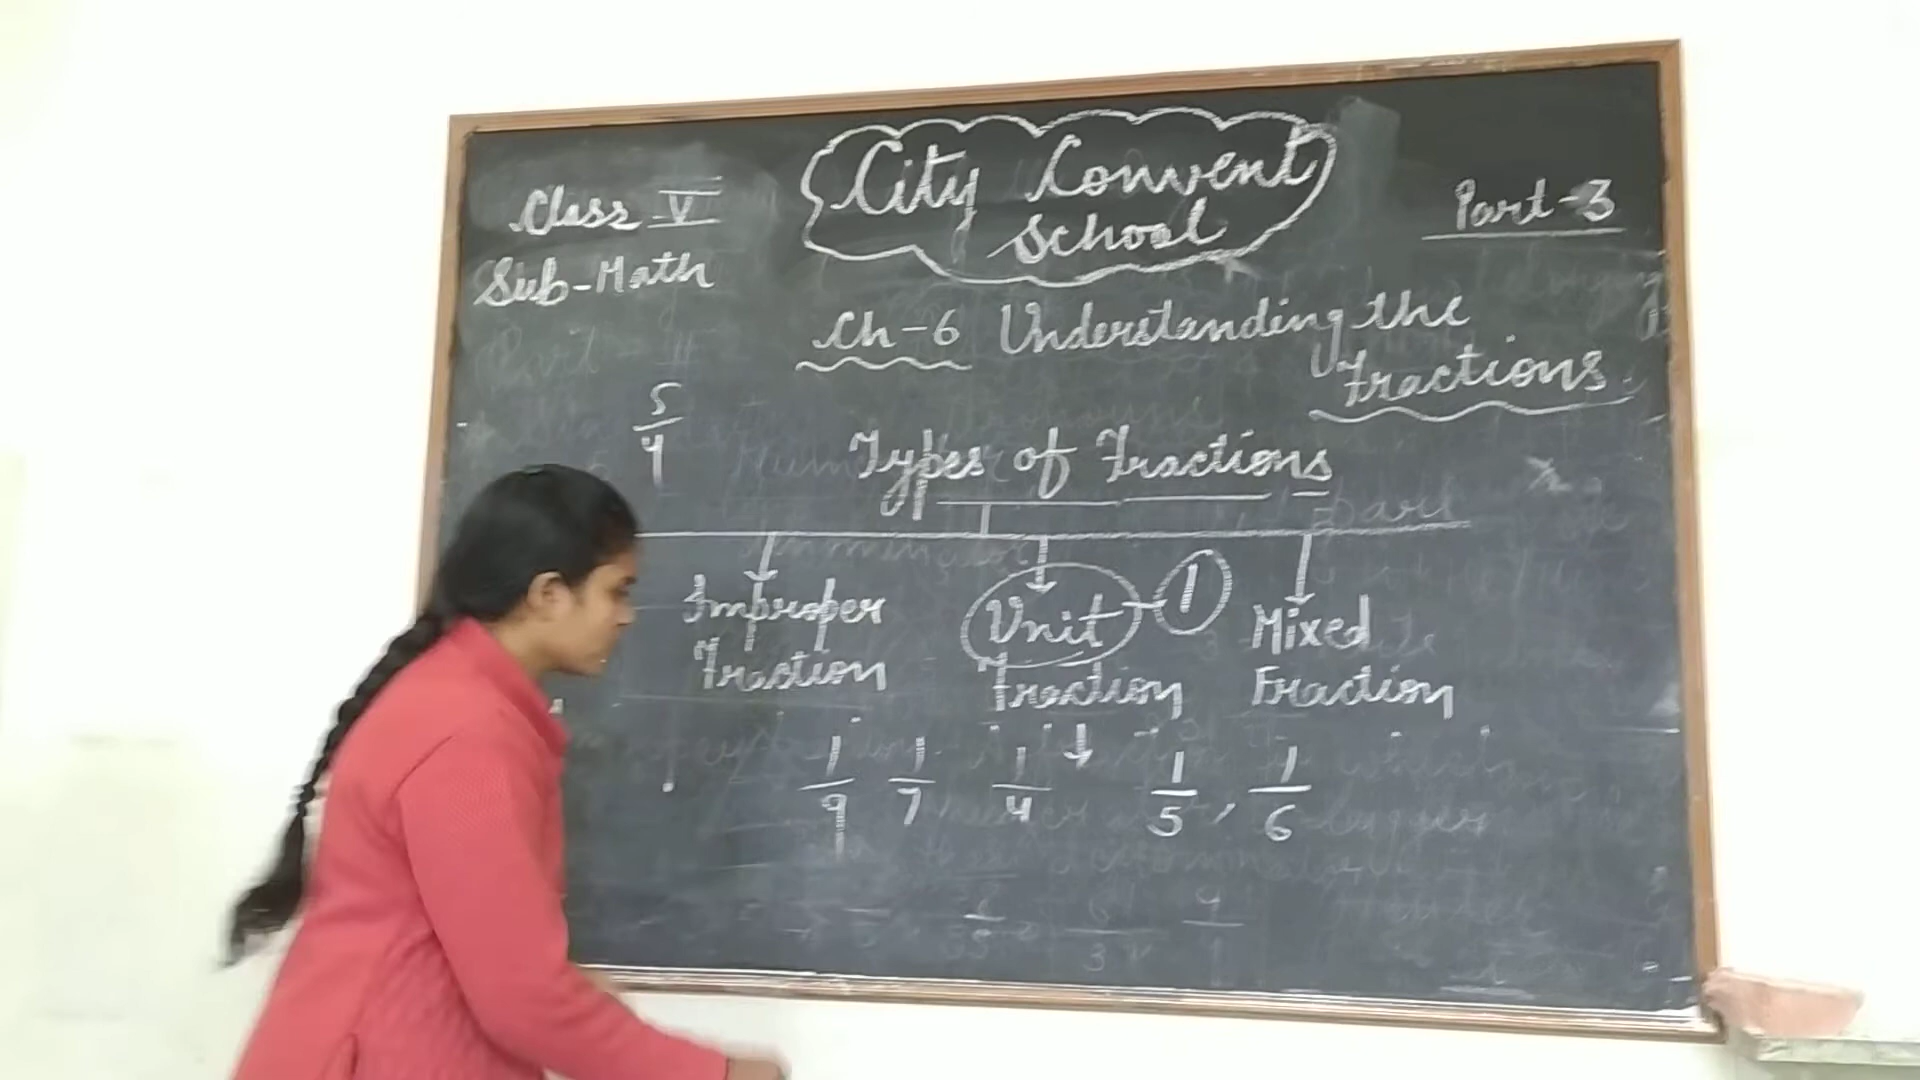 City Convent
School
Class V
Sub-Math
Part-3
Ch-6 Understanding the
Fractions
5/4
Types of Fractions
Improper
Fraction
Unit
Fraction
1
Mixed
Fraction
1/9 1/7 1/4 1/5, 1/6